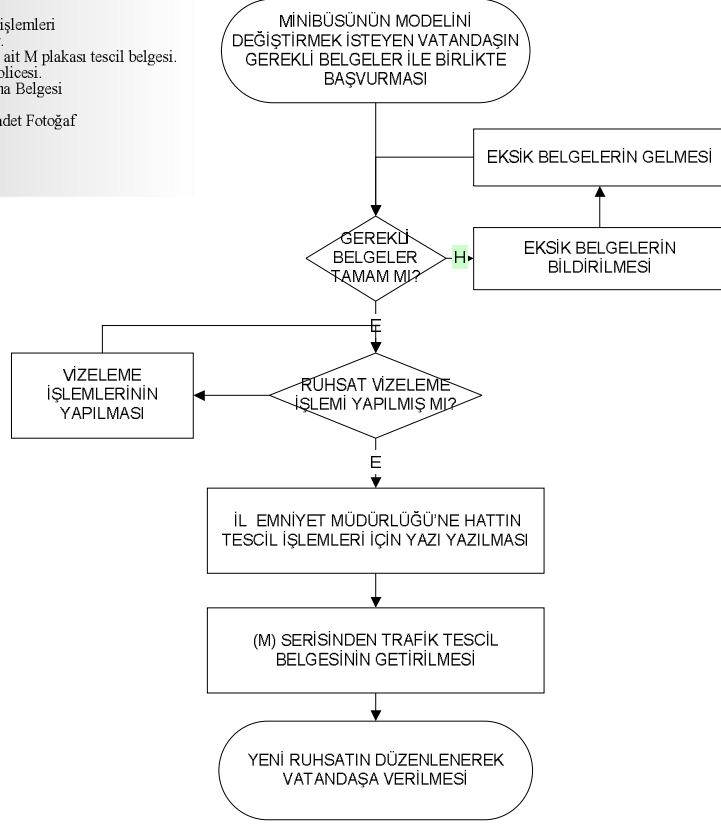 işlemleri
ait M plakası tescil belgesi.
Belgesi
Fotoğaf
MİNİBÜSÜNÜN MODELİNİ
DEĞİŞTİRMEK İSTEYEN VATANDAŞIN
GEREKLİ BELGELER İLE BİRLİKTE
BAŞVURMASI
EKSİK BELGELERİN GELMESİ
GEREKLİ
BELGELER
TAMAM MI?
H
EKSİK BELGELERİN
BİLDİRİLMESİ
E
VİZELEME
İŞLEMLERİNİN
YAPILMASI
RUHSAT VİZELEME
İŞLEMİ YAPILMIŞ MI?
E
İL EMNİYET MÜDÜRLÜĞÜ'NE HATTIN
TESCİL İŞLEMLERİ İÇİN YAZI YAZILMASI
(M) SERİSİNDEN TRAFİK TESCİL
BELGESİNİN GETİRİLMESİ
YENİ RUHSATIN DÜZENLENEREK
VATANDAŞA VERİLMESİ